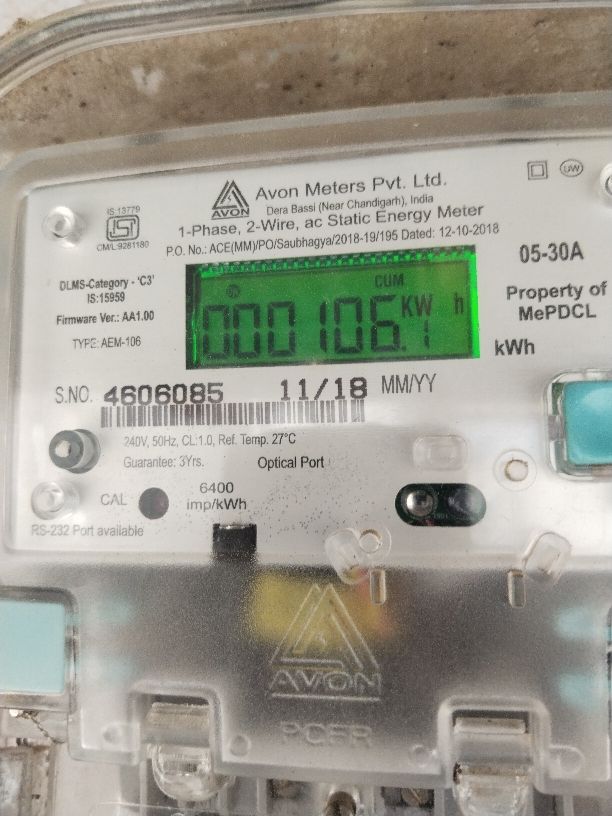 Avon Meters Pvt. Ltd.
AVON
Dera Bassi (Near Chandigarh), India
1-Phase, 2-Wire, ac Static Energy Meter
P.O. No.: ACE(MM)/PO/Saubhagya/2018-19/195 Dated: 12-10-2018
UW
IS:13779
ISI
CM/L:9281180
DLMS-Category - 'C3'
IS:15959
Firmware Ver.: AA1.00
TYPE: AEM-106
CUM
000106.1 KW h
kWh
05-30A
Property of
MePDCL
S.NO. 4606085 11/18 MM/YY
240V, 50Hz, CL:1.0, Ref. Temp. 27°C
Guarantee: 3Yrs. Optical Port
CAL 6400
imp/kWh
RS-232 Port available
AVON